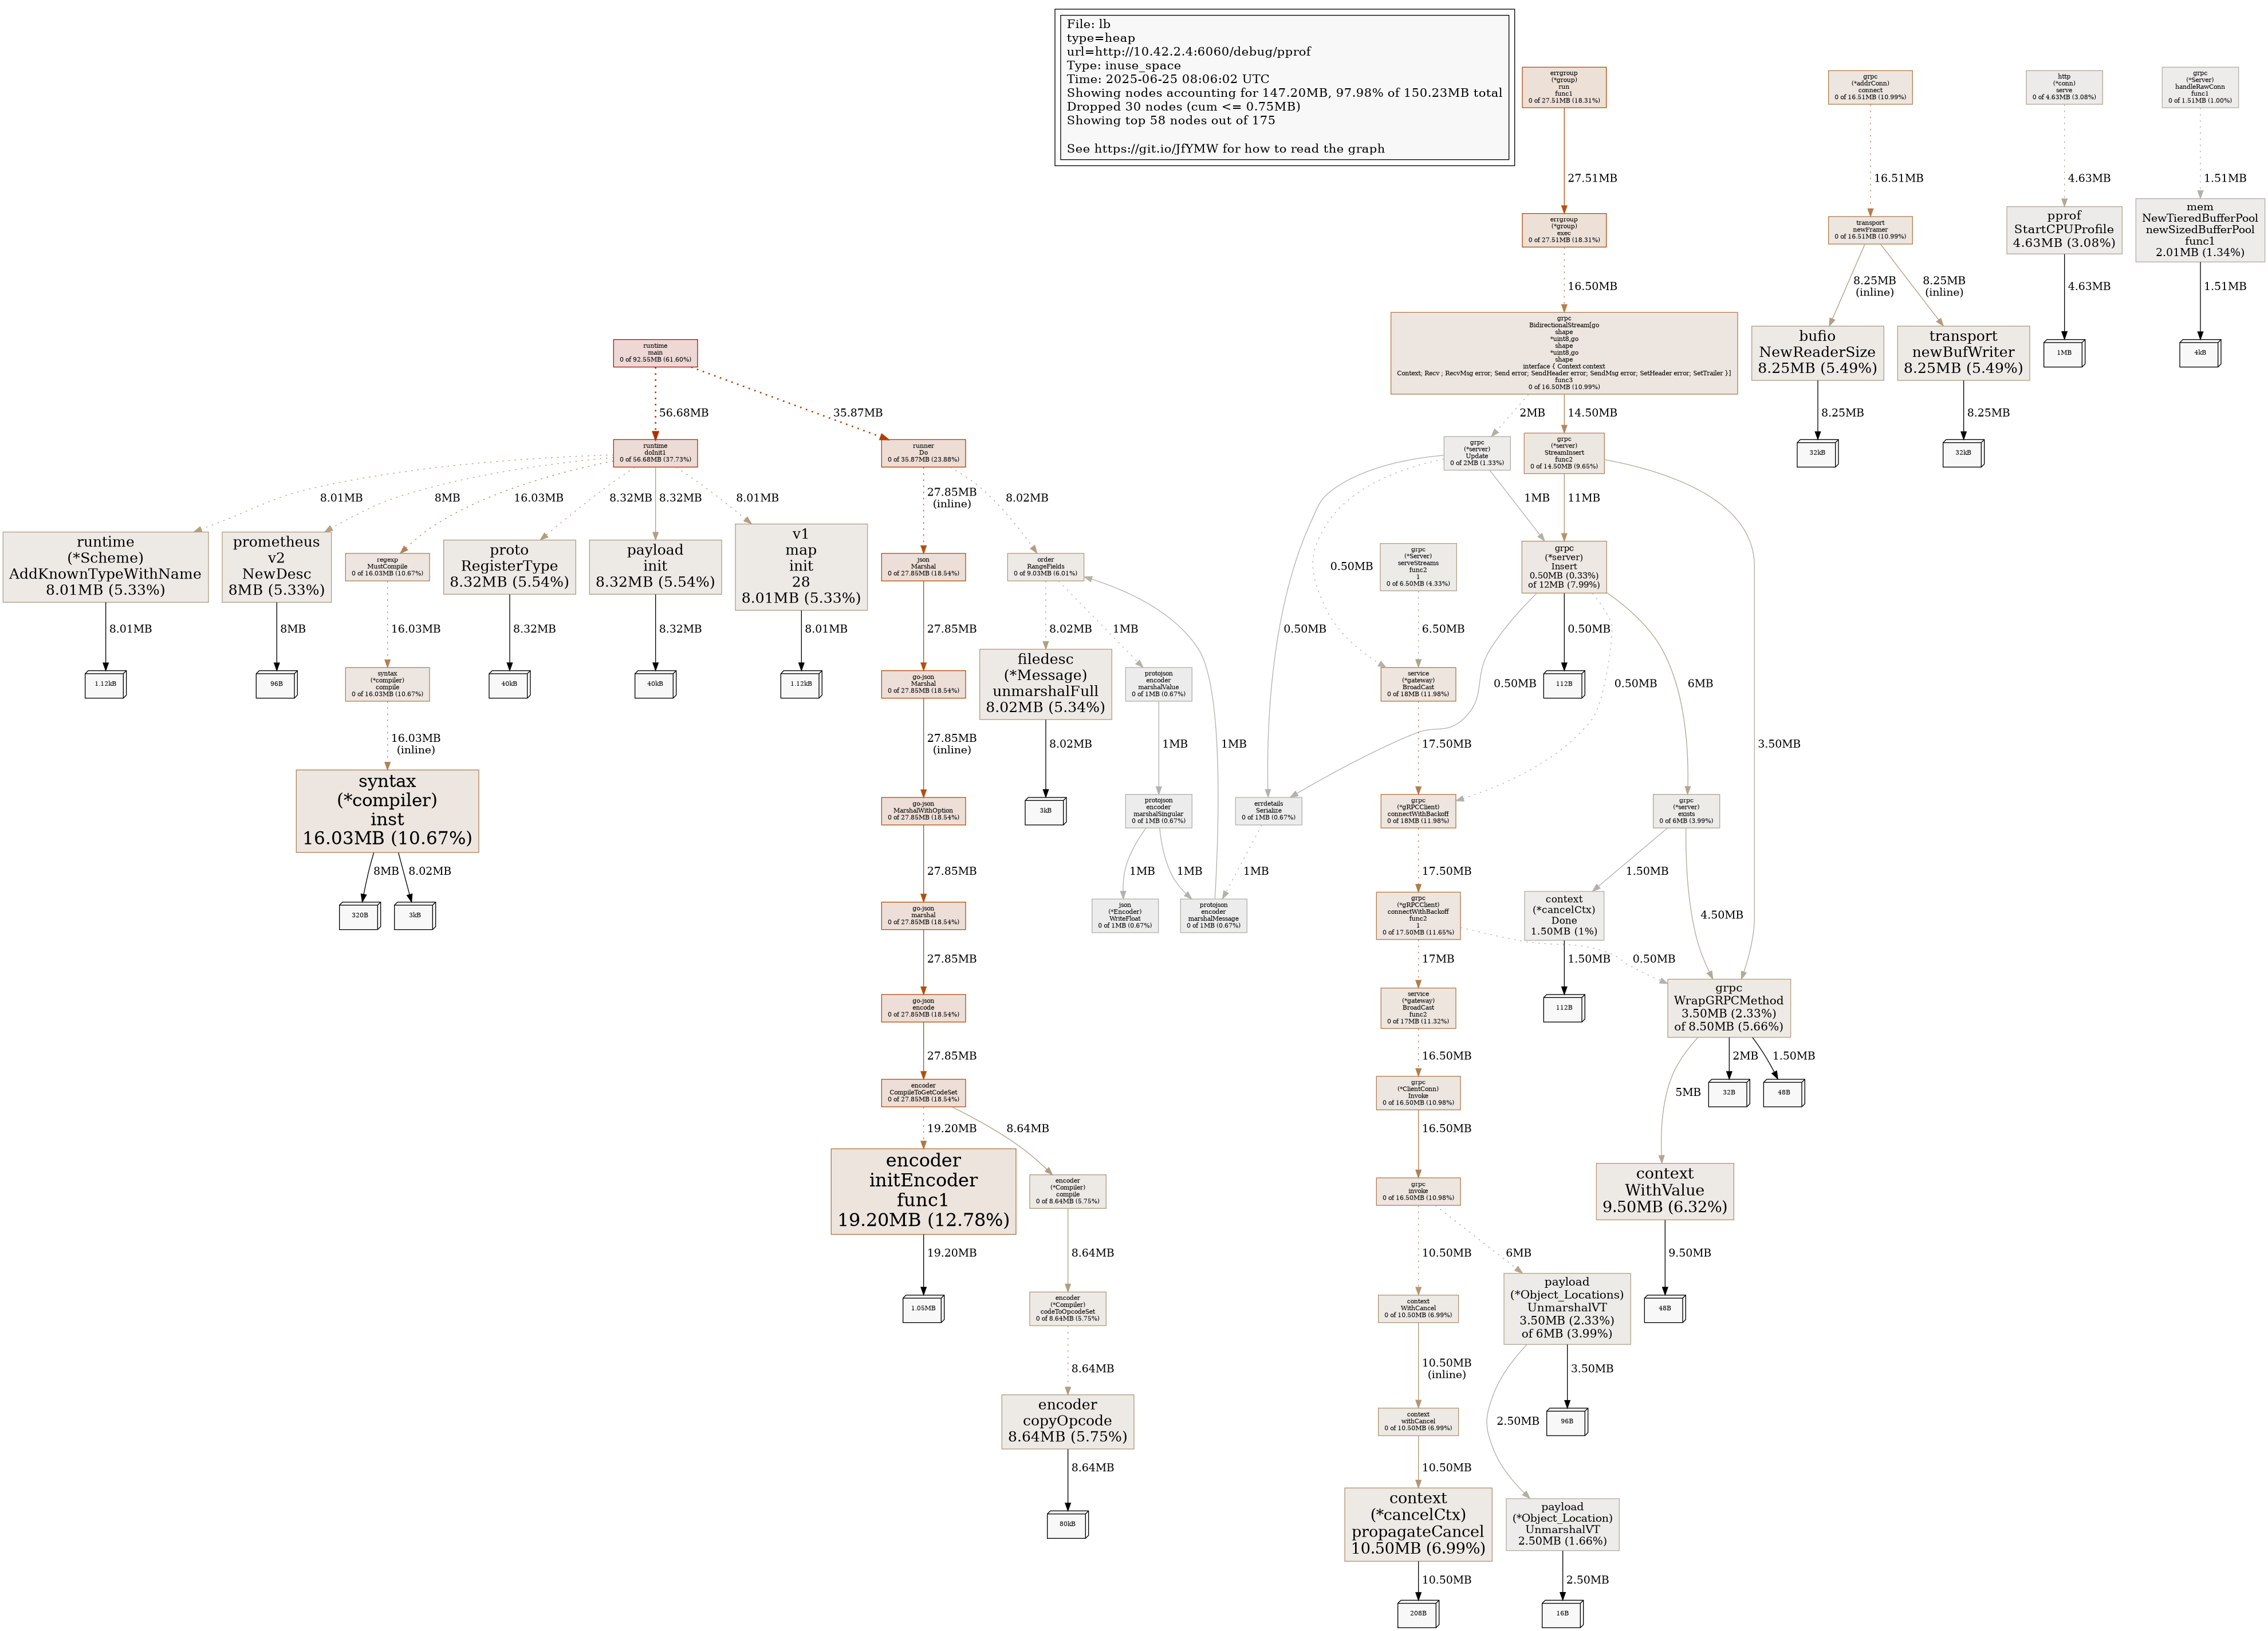 File: lb
type=heap
url=http://10.42.2.4:6060/debug/pprof
Type: inuse_space
Time: 2025-06-25 08:06:02 UTC
Showing nodes accounting for 147.20MB, 97.98% of 150.23MB total
Dropped 30 nodes (cum <= 0.75MB)
Showing top 58 nodes out of 175
See https://git.io/JfYMW for how to read the graph
errgroup
(*group)
run
func1
0 of 27.51MB (18.31%)
grpc
(*addrConn)
connect
0 of 16.51MB (10.99%)
http
(*conn)
serve
0 of 4.63MB (3.08%)
grpc
(*Server)
handleRawConn
func1
0 of 1.51MB (1.00%)
27.51MB
16.51MB
4.63MB
1.51MB
errgroup
(*group)
exec
0 of 27.51MB (18.31%)
transport
newFramer
0 of 16.51MB (10.99%)
pprof
StartCPUProfile
4.63MB (3.08%)
mem
NewTieredBufferPool
newSizedBufferPool
func1
2.01MB (1.34%)
16.50MB
8.25MB
(inline)
8.25MB
(inline)
4.63MB
1.51MB
runtime
main
0 of 92.55MB (61.60%)
grpc
BidirectionalStream[go
shape
*uint8,go
shape
*uint8,go
shape
interface { Context context
Context; Recv ; RecvMsg error; Send error; SendHeader error; SendMsg error; SetHeader error; SetTrailer }]
func3
0 of 16.50MB (10.99%)
bufio
NewReaderSize
8.25MB (5.49%)
transport
newBufWriter
8.25MB (5.49%)
1MB
4kB
56.68MB
35.87MB
2MB
14.50MB
8.25MB
8.25MB
runtime
doInit1
0 of 56.68MB (37.73%)
runner
Do
0 of 35.87MB (23.88%)
grpc
(*server)
Update
0 of 2MB (1.33%)
grpc
(*server)
StreamInsert
func2
0 of 14.50MB (9.65%)
32kB
32kB
8.01MB
8MB
16.03MB
8.32MB
8.32MB
8.01MB
27.85MB
(inline)
8.02MB
1MB
11MB
runtime
(*Scheme)
AddKnownTypeWithName
8.01MB (5.33%)
prometheus
v2
NewDesc
8MB (5.33%)
regexp
MustCompile
0 of 16.03MB (10.67%)
proto
RegisterType
8.32MB (5.54%)
payload
init
8.32MB (5.54%)
v1
map
init
28
8.01MB (5.33%)
json
Marshal
0 of 27.85MB (18.54%)
order
RangeFields
0 of 9.03MB (6.01%)
0.50MB
grpc
(*Server)
serveStreams
func2
1
0 of 6.50MB (4.33%)
grpc
(*server)
Insert
0.50MB (0.33%)
of 12MB (7.99%)
8.01MB
8MB
16.03MB
8.32MB
8.32MB
8.01MB
27.85MB
8.02MB
1MB
0.50MB
6.50MB
0.50MB
0.50MB
1.12kB
96B
syntax
(*compiler)
compile
0 of 16.03MB (10.67%)
40kB
40kB
1.12kB
go-json
Marshal
0 of 27.85MB (18.54%)
filedesc
(*Message)
unmarshalFull
8.02MB (5.34%)
protojson
encoder
marshalValue
0 of 1MB (0.67%)
service
(*gateway)
BroadCast
0 of 18MB (11.98%)
0.50MB
112B
6MB
16.03MB
(inline)
27.85MB
(inline)
8.02MB
1MB
1MB
17.50MB
3.50MB
syntax
(*compiler)
inst
16.03MB (10.67%)
go-json
MarshalWithOption
0 of 27.85MB (18.54%)
3kB
protojson
encoder
marshalSingular
0 of 1MB (0.67%)
errdetails
Serialize
0 of 1MB (0.67%)
grpc
(*gRPCClient)
connectWithBackoff
0 of 18MB (11.98%)
grpc
(*server)
exists
0 of 6MB (3.99%)
8MB
8.02MB
27.85MB
1MB
1MB
1MB
17.50MB
1.50MB
4.50MB
320B
3kB
go-json
marshal
0 of 27.85MB (18.54%)
json
(*Encoder)
WriteFloat
0 of 1MB (0.67%)
protojson
encoder
marshalMessage
0 of 1MB (0.67%)
grpc
(*gRPCClient)
connectWithBackoff
func2
1
0 of 17.50MB (11.65%)
context
(*cancelCtx)
Done
1.50MB (1%)
27.85MB
17MB
1.50MB
0.50MB
go-json
encode
0 of 27.85MB (18.54%)
service
(*gateway)
BroadCast
func2
0 of 17MB (11.32%)
112B
grpc
WrapGRPCMethod
3.50MB (2.33%)
of 8.50MB (5.66%)
27.85MB
16.50MB
5MB
2MB
1.50MB
encoder
CompileToGetCodeSet
0 of 27.85MB (18.54%)
grpc
(*ClientConn)
Invoke
0 of 16.50MB (10.98%)
32B
48B
19.20MB
8.64MB
16.50MB
encoder
initEncoder
func1
19.20MB (12.78%)
encoder
(*Compiler)
compile
0 of 8.64MB (5.75%)
grpc
invoke
0 of 16.50MB (10.98%)
context
WithValue
9.50MB (6.32%)
19.20MB
8.64MB
10.50MB
6MB
9.50MB
1.05MB
encoder
(*Compiler)
codeToOpcodeSet
0 of 8.64MB (5.75%)
context
WithCancel
0 of 10.50MB (6.99%)
payload
(*Object_Locations)
UnmarshalVT
3.50MB (2.33%)
of 6MB (3.99%)
48B
8.64MB
10.50MB
(inline)
3.50MB
encoder
copyOpcode
8.64MB (5.75%)
context
withCancel
0 of 10.50MB (6.99%)
2.50MB
96B
8.64MB
10.50MB
80kB
context
(*cancelCtx)
propagateCancel
10.50MB (6.99%)
payload
(*Object_Location)
UnmarshalVT
2.50MB (1.66%)
10.50MB
2.50MB
208B
16B